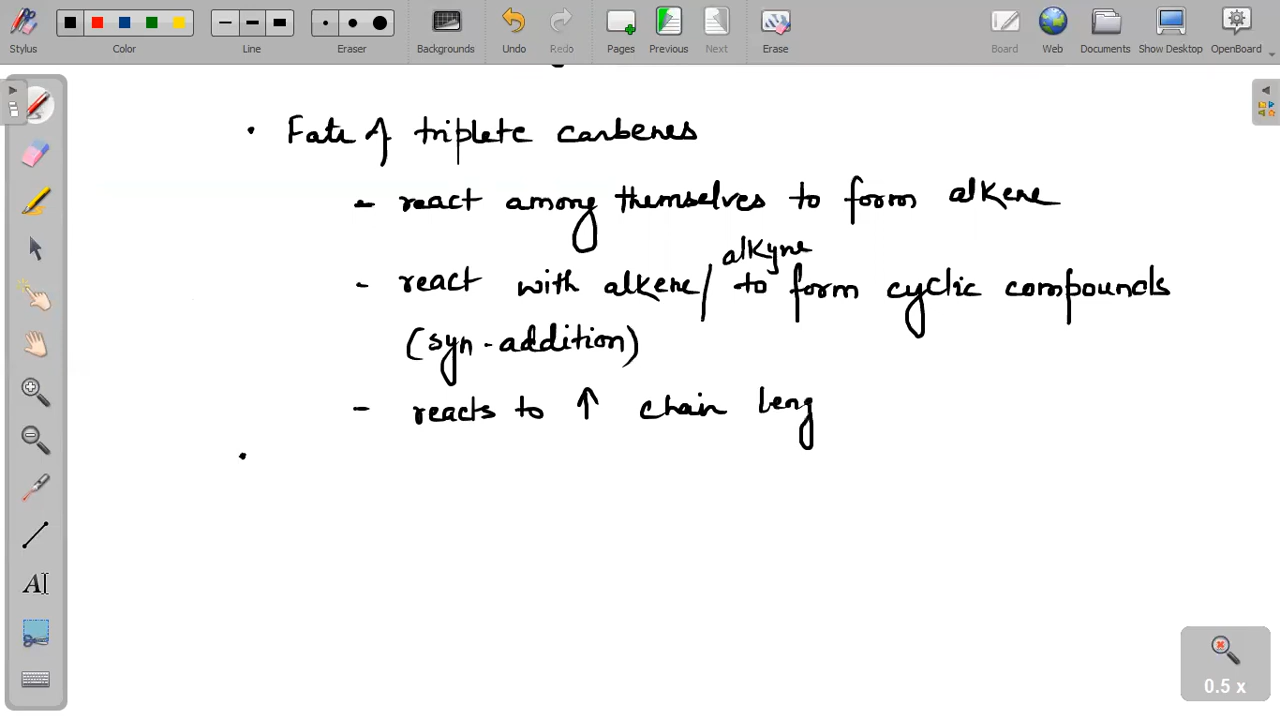 Stylus Color Line Eraser Backgrounds Undo Redo Pages Previous Next Erase Board Web Documents Show Desktop OpenBoard
• Fate of triplete carbenes
- react among themselves to form alkene
alkyne
- react with alkene/ to form cyclic compounds
(syn-addition)
- reacts to ↑ chain leng
•
AI
0.5 x